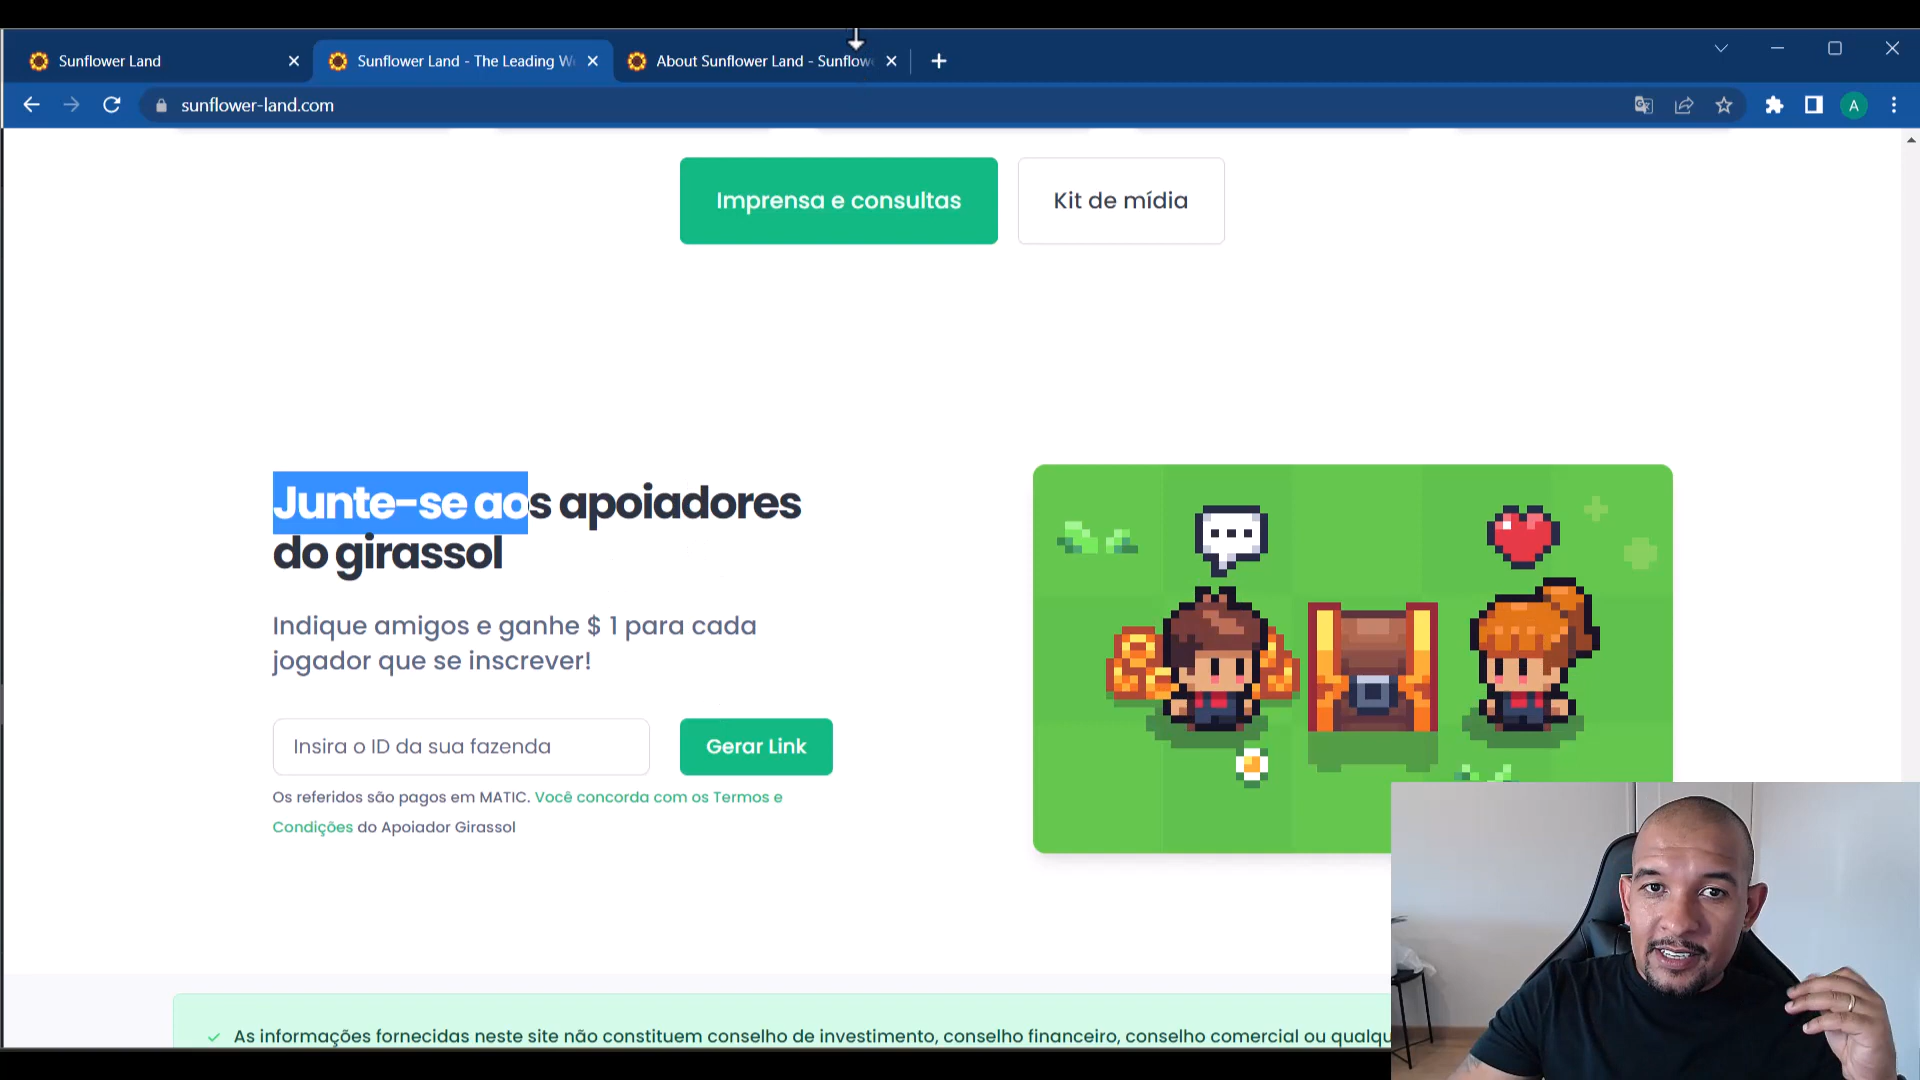 Sunflower Land
Sunflower Land - The Leading W
About Sunflower Land - Sunflow
sunflower-land.com
A
Imprensa e consultas
Kit de mídia
Junte-se aos apoiadores
do girassol
Indique amigos e ganhe $ 1 para cada
jogador que se inscrever!
Insira o ID da sua fazenda
Gerar Link
Os referidos são pagos em MATIC. Você concorda com os Termos e
Condições do Apoiador Girassol
As informações fornecidas neste site não constituem conselho de investimento, conselho financeiro, conselho comercial ou qualqu